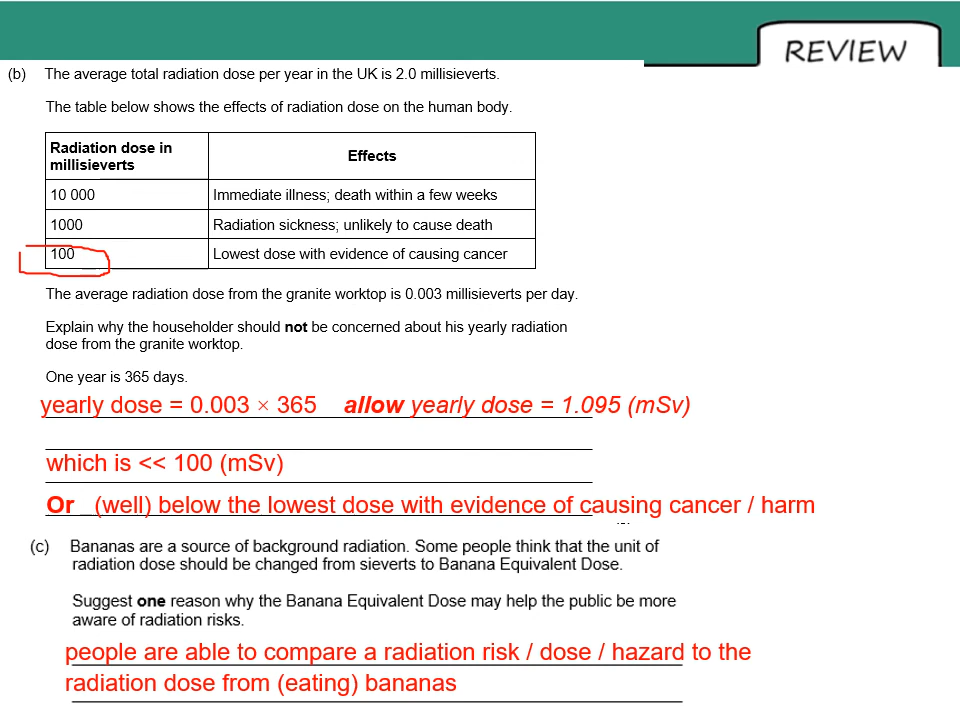 REVIEW
(b) The average total radiation dose per year in the UK is 2.0 millisieverts.
The table below shows the effects of radiation dose on the human body.
Radiation dose in
millisieverts
Effects
10 000 Immediate illness; death within a few weeks
1000 Radiation sickness; unlikely to cause death
100 Lowest dose with evidence of causing cancer
The average radiation dose from the granite worktop is 0.003 millisieverts per day.
Explain why the householder should not be concerned about his yearly radiation
dose from the granite worktop.
One year is 365 days.
yearly dose = 0.003 × 365 allow yearly dose = 1.095 (mSv)
which is << 100 (mSv)
Or (well) below the lowest dose with evidence of causing cancer / harm
(c) Bananas are a source of background radiation. Some people think that the unit of
radiation dose should be changed from sieverts to Banana Equivalent Dose.
Suggest one reason why the Banana Equivalent Dose may help the public be more
aware of radiation risks.
people are able to compare a radiation risk / dose / hazard to the
radiation dose from (eating) bananas